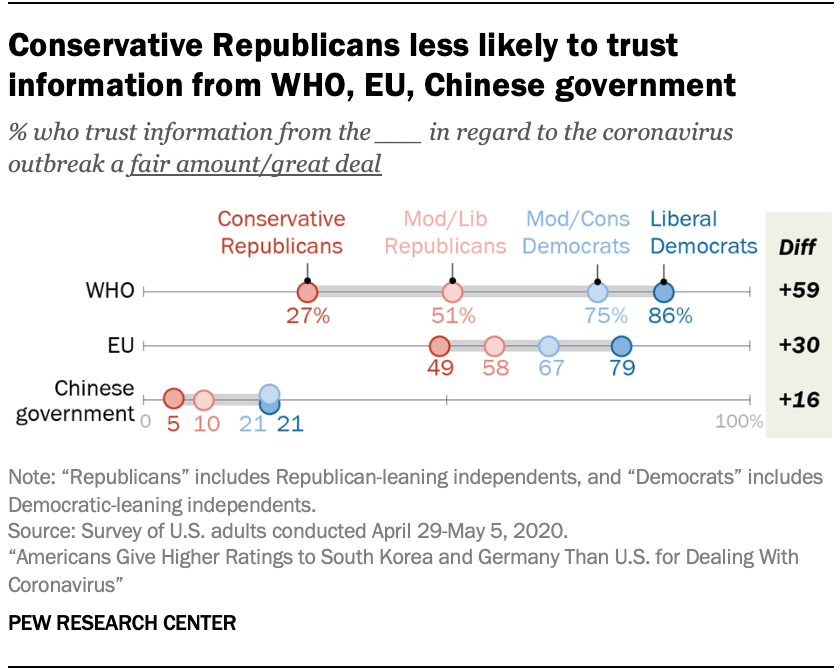 Conservative Republicans less likely to trust
information from WHO, EU, Chinese government
% who trust information from the ___ in regard to the coronavirus
outbreak a fair amount/great deal
Conservative Republicans
Mod/Lib Republicans
Mod/Cons Democrats
Liberal Democrats
Diff
WHO 27% 51% 75% 86% +59
EU 49 58 67 79 +30
Chinese government 5 10 21 21 +16
0 100%
Note: “Republicans” includes Republican-leaning independents, and “Democrats” includes
Democratic-leaning independents.
Source: Survey of U.S. adults conducted April 29-May 5, 2020.
“Americans Give Higher Ratings to South Korea and Germany Than U.S. for Dealing With
Coronavirus”
PEW RESEARCH CENTER